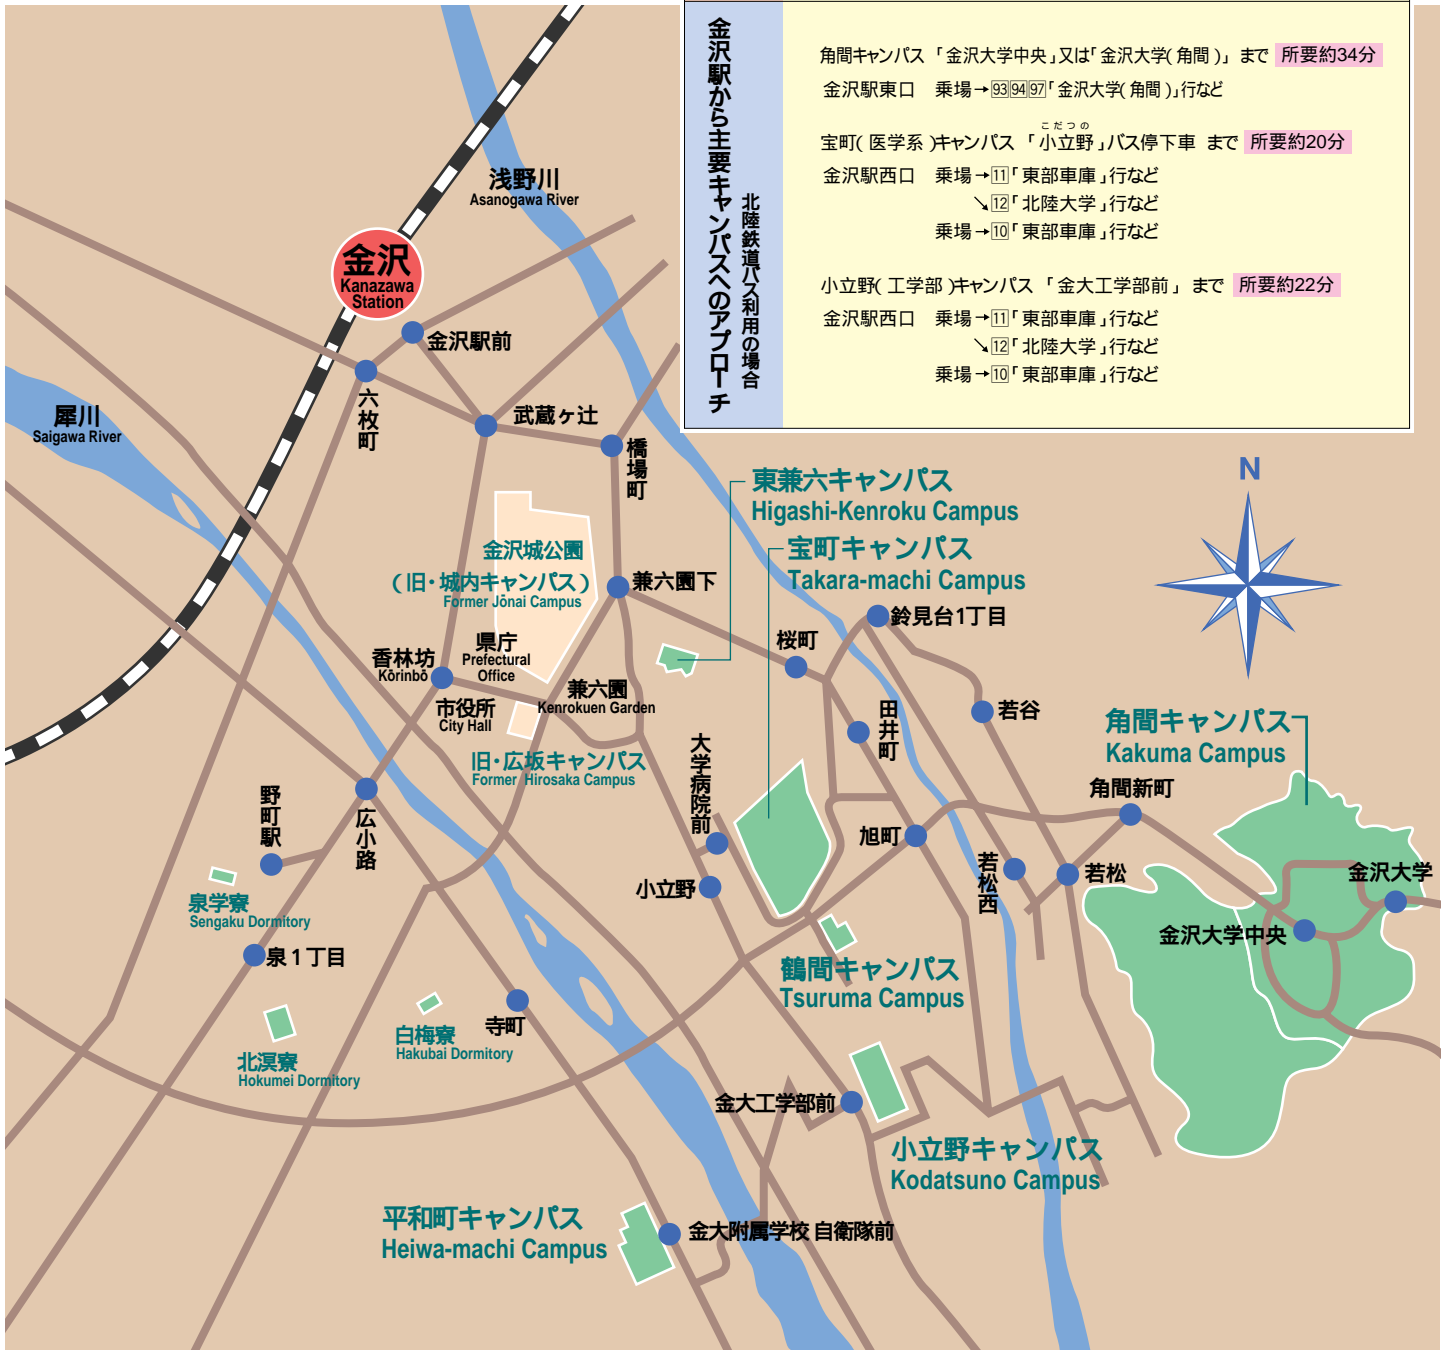 金沢駅から主要キャンパスへのアプローチ
北陸鉄道バス利用の場合
角間キャンパス 「金沢大学中央」又は「金沢大学(角間)」 まで 所要約34分
金沢駅東口 乗場→93 94 97「金沢大学(角間)」行など
こだつの
宝町(医学系)キャンパス 「小立野」バス停下車 まで 所要約20分
金沢駅西口 乗場→11「東部車庫」行など
↘12「北陸大学」行など
乗場→10「東部車庫」行など
小立野(工学部)キャンパス 「金大工学部前」 まで 所要約22分
金沢駅西口 乗場→11「東部車庫」行など
↘12「北陸大学」行など
乗場→10「東部車庫」行など
浅野川
Asanogawa River
金沢
Kanazawa
Station
金沢駅前
六枚町
犀川
Saigawa River
武蔵ヶ辻
橋場町
東兼六キャンパス
Higashi-Kenroku Campus
N
宝町キャンパス
Takara-machi Campus
金沢城公園
(旧・城内キャンパス)
Former Jōnai Campus
兼六園下
鈴見台1丁目
桜町
県庁
Prefectural
Office
香林坊
Kōrinbō
兼六園
Kenrokuen Garden
市役所
City Hall
田井町
若谷
角間キャンパス
Kakuma Campus
旧・広坂キャンパス
Former Hirosaka Campus
大学病院前
角間新町
野町駅
広小路
旭町
若松西
若松
金沢大学
小立野
泉学寮
Sengaku Dormitory
金沢大学中央
泉1丁目
鶴間キャンパス
Tsuruma Campus
寺町
白梅寮
Hakubai Dormitory
北溟寮
Hokumei Dormitory
金大工学部前
小立野キャンパス
Kodatsuno Campus
平和町キャンパス
Heiwa-machi Campus
金大附属学校 自衛隊前